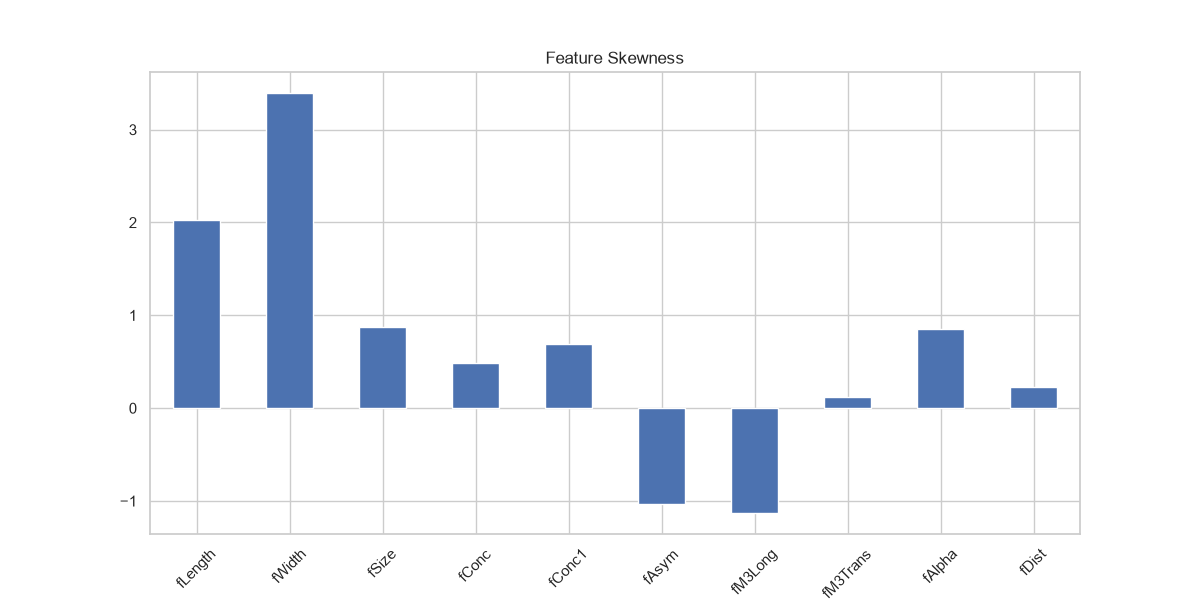 Feature Skewness
3
2
1
0
−1
fLength
fWidth
fSize
fConc
fConc1
fAsym
fM3Long
fM3Trans
fAlpha
fDist